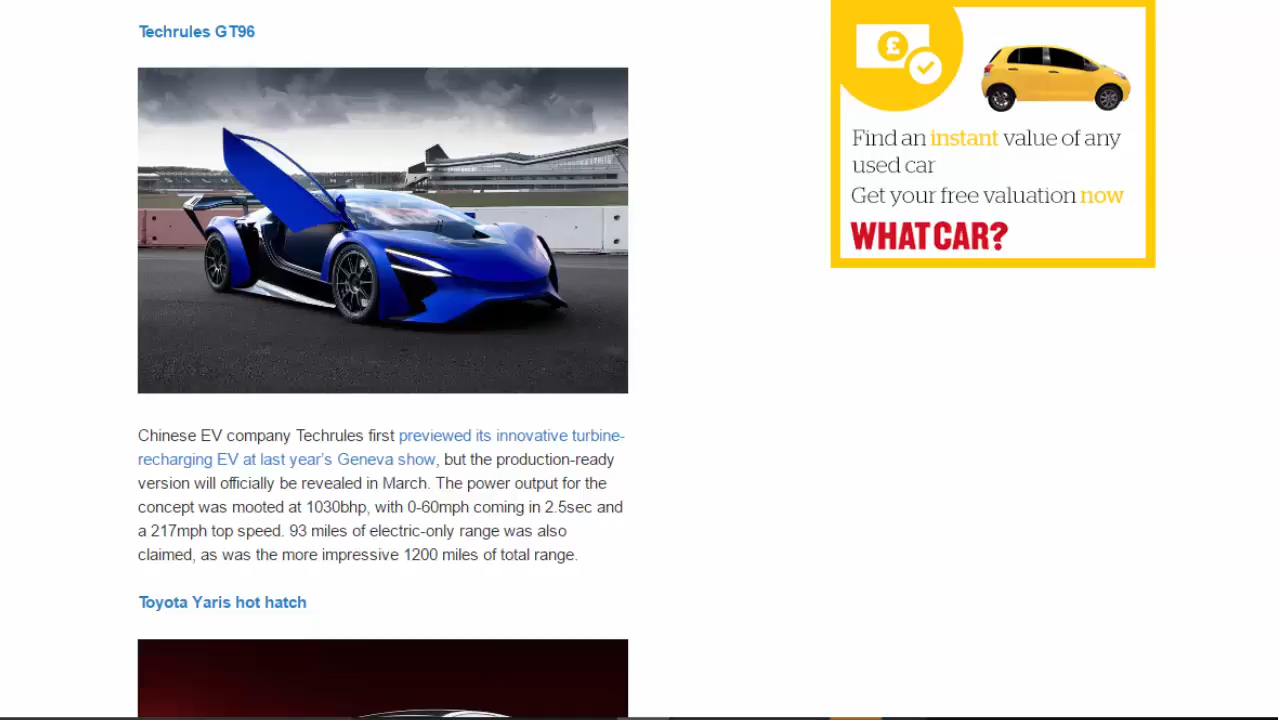 Techrules GT96
£
Find an instant value of any
used car
Get your free valuation now
WHAT CAR?
Chinese EV company Techrules first previewed its innovative turbine-
recharging EV at last year's Geneva show, but the production-ready
version will officially be revealed in March. The power output for the
concept was mooted at 1030bhp, with 0-60mph coming in 2.5sec and
a 217mph top speed. 93 miles of electric-only range was also
claimed, as was the more impressive 1200 miles of total range.
Toyota Yaris hot hatch